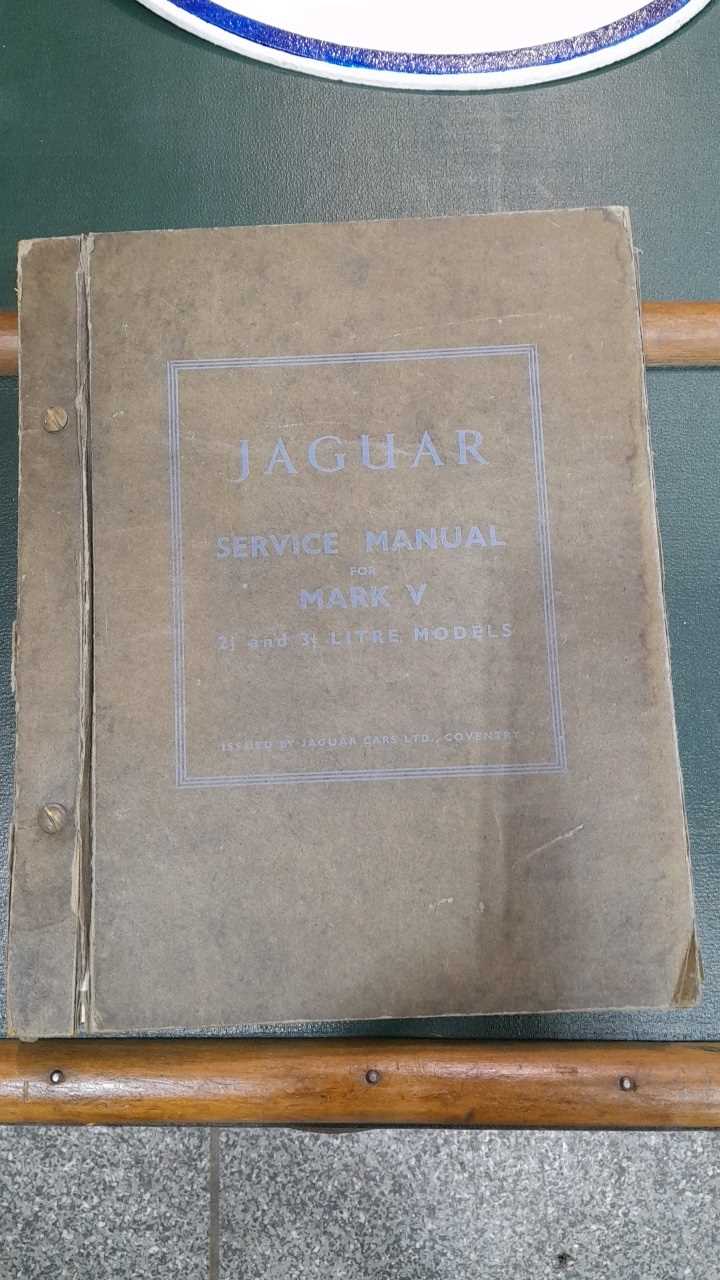 JAGUAR
SERVICE MANUAL
FOR
MARK V
2½ and 3½ LITRE MODELS
ISSUED BY JAGUAR CARS LTD., COVENTRY